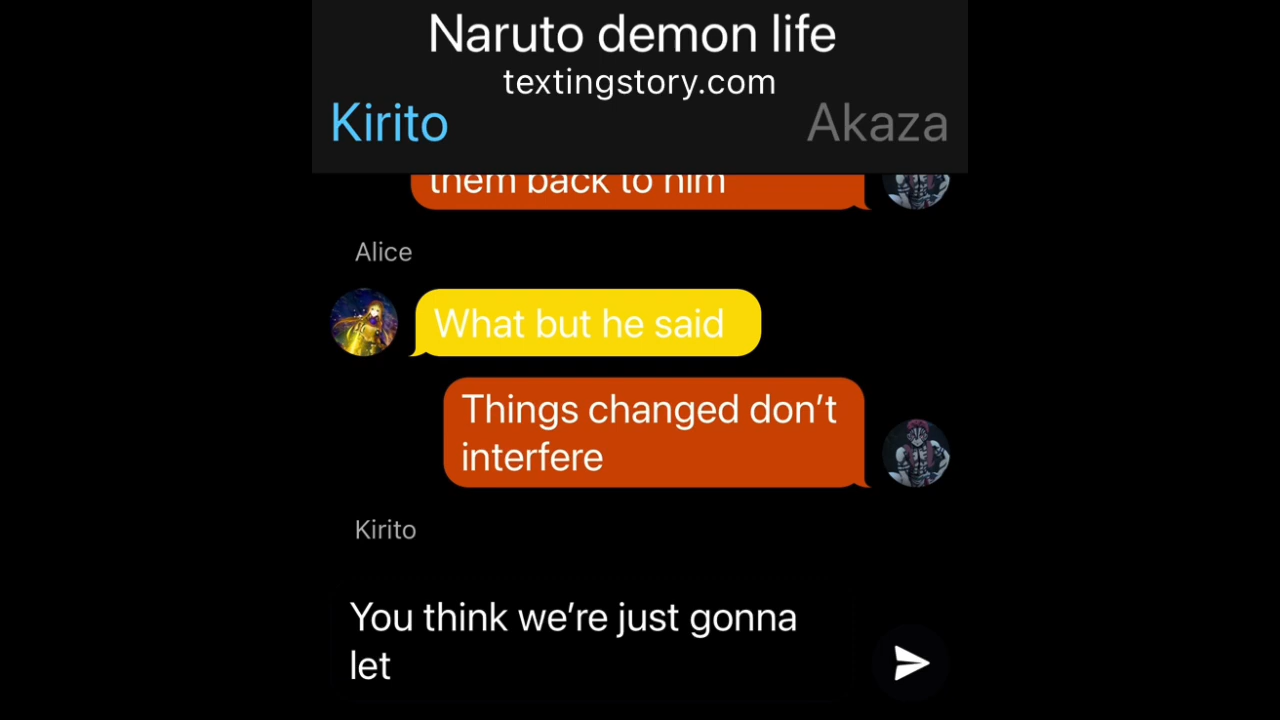 Naruto demon life
textingstory.com
Kirito
Akaza
them back to him
Alice
What but he said
Things changed don’t
interfere
Kirito
You think we’re just gonna
let